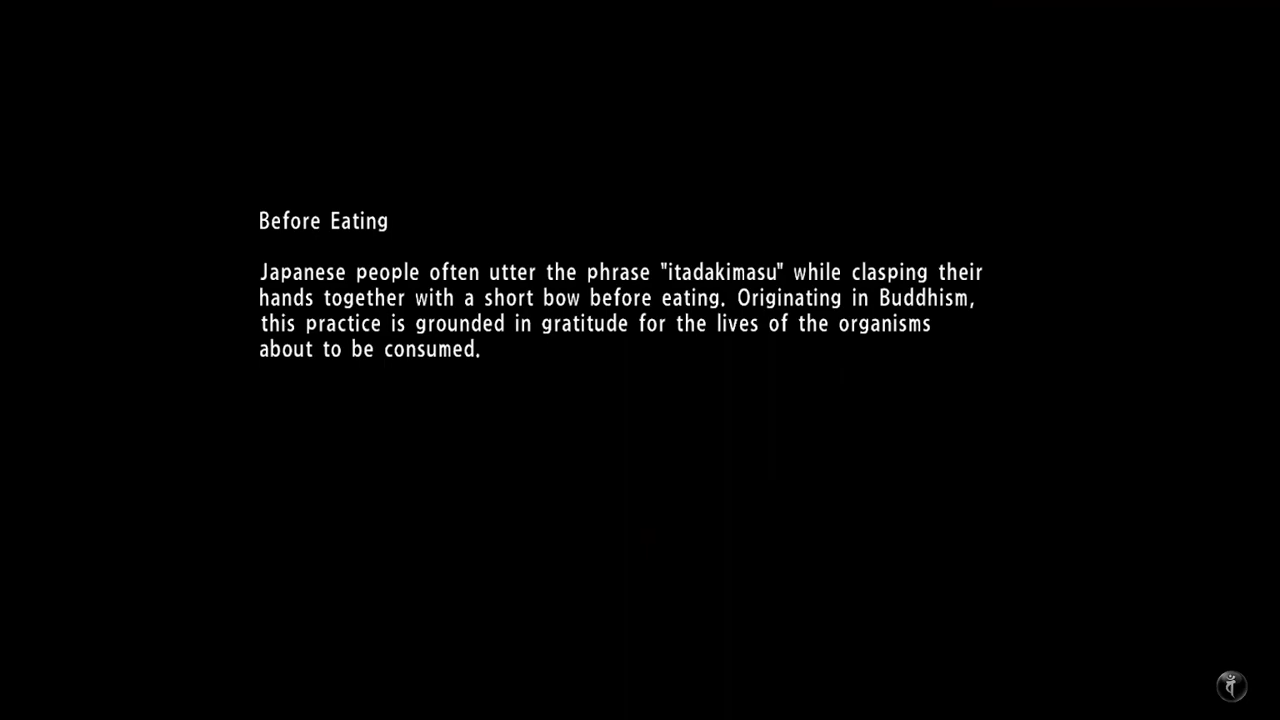 Before Eating
Japanese people often utter the phrase "itadakimasu" while clasping their
hands together with a short bow before eating. Originating in Buddhism,
this practice is grounded in gratitude for the lives of the organisms
about to be consumed.